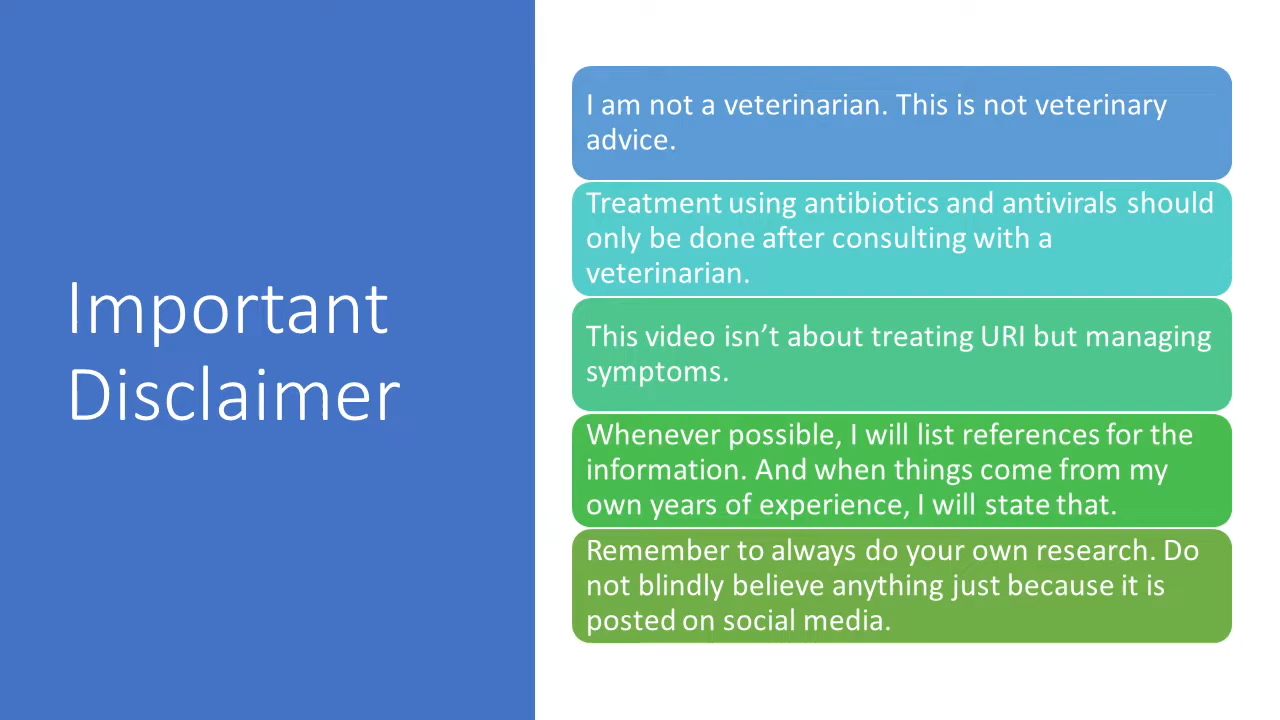 Important
Disclaimer
I am not a veterinarian. This is not veterinary
advice.
Treatment using antibiotics and antivirals should
only be done after consulting with a
veterinarian.
This video isn’t about treating URI but managing
symptoms.
Whenever possible, I will list references for the
information. And when things come from my
own years of experience, I will state that.
Remember to always do your own research. Do
not blindly believe anything just because it is
posted on social media.